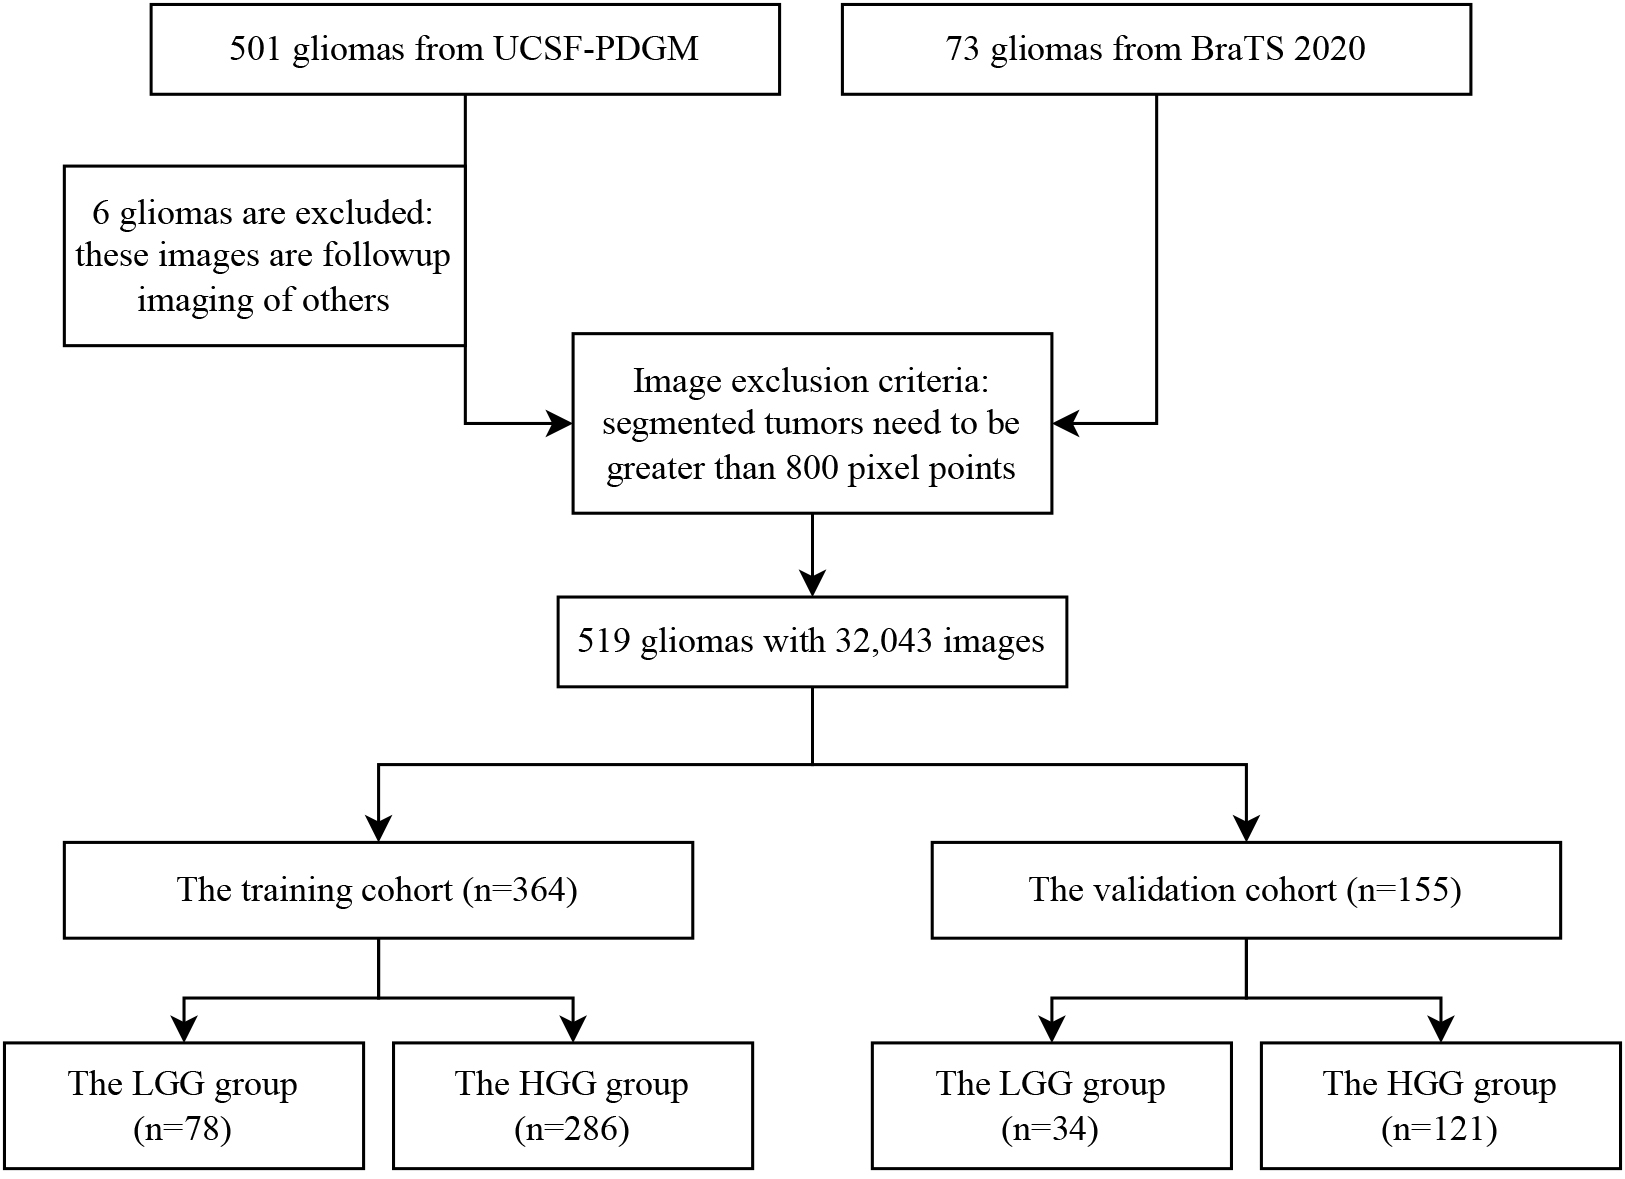 501 gliomas from UCSF-PDGM
73 gliomas from BraTS 2020
6 gliomas are excluded:
these images are followup
imaging of others
Image exclusion criteria:
segmented tumors need to be
greater than 800 pixel points
519 gliomas with 32,043 images
The training cohort (n=364)
The validation cohort (n=155)
The LGG group
(n=78)
The HGG group
(n=286)
The LGG group
(n=34)
The HGG group
(n=121)